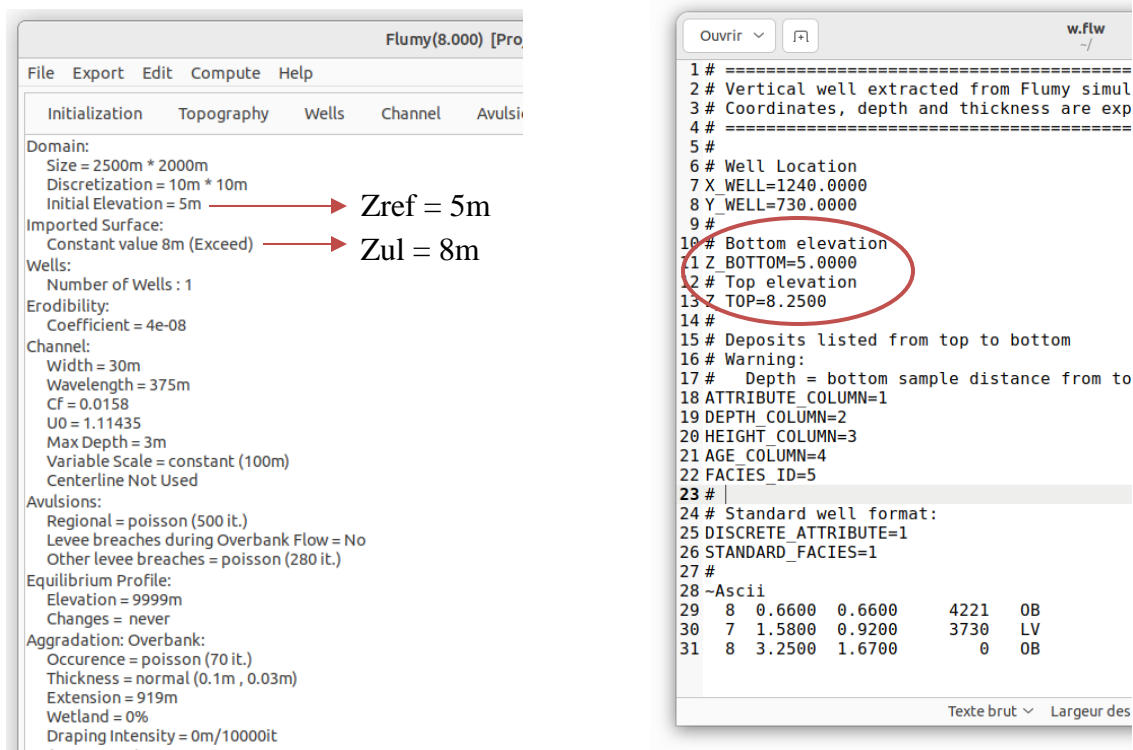 Flumy(8.000) [Pro
File Export Edit Compute Help
Initialization Topography Wells Channel Avulsi
Domain:
Size = 2500m * 2000m
Discretization = 10m * 10m
Initial Elevation = 5m
Zref = 5m
Imported Surface:
Constant value 8m (Exceed)
Zul = 8m
Wells:
Number of Wells : 1
Erodibility:
Coefficient = 4e-08
Channel:
Width = 30m
Wavelength = 375m
Cf = 0.0158
U0 = 1.11435
Max Depth = 3m
Variable Scale = constant (100m)
Centerline Not Used
Avulsions:
Regional = poisson (500 it.)
Levee breaches during Overbank Flow = No
Other levee breaches = poisson (280 it.)
Equilibrium Profile:
Elevation = 9999m
Changes = never
Aggradation: Overbank:
Occurence = poisson (70 it.)
Thickness = normal (0.1m , 0.03m)
Extension = 919m
Wetland = 0%
Draping Intensity = 0m/10000it
Ouvrir
w.flw
~/
1 # ========================================
2 # Vertical well extracted from Flumy simul
3 # Coordinates, depth and thickness are exp
4 # ========================================
5 #
6 # Well Location
7 X_WELL=1240.0000
8 Y_WELL=730.0000
9 #
10 # Bottom elevation
11 Z_BOTTOM=5.0000
12 # Top elevation
13 Z_TOP=8.2500
14 #
15 # Deposits listed from top to bottom
16 # Warning:
17 #   Depth = bottom sample distance from to
18 ATTRIBUTE_COLUMN=1
19 DEPTH_COLUMN=2
20 HEIGHT_COLUMN=3
21 AGE_COLUMN=4
22 FACIES_ID=5
23 #
24 # Standard well format:
25 DISCRETE_ATTRIBUTE=1
26 STANDARD_FACIES=1
27 #
28 ~Ascii
29 8 0.6600 0.6600 4221 OB
30 7 1.5800 0.9200 3730 LV
31 8 3.2500 1.6700 0 OB
Texte brut Largeur des